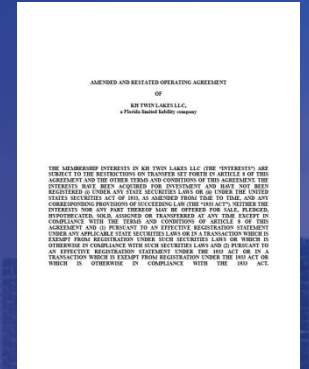 AMENDED AND RESTATED OPERATING AGREEMENT
OF
KH TWIN LAKES LLC,
a Florida limited liability company
THE MEMBERSHIP INTERESTS IN KH TWIN LAKES LLC (THE "INTERESTS") ARE
SUBJECT TO THE RESTRICTIONS ON TRANSFER SET FORTH IN ARTICLE 8 OF THIS
AGREEMENT AND THE OTHER TERMS AND CONDITIONS OF THIS AGREEMENT. THE
INTERESTS HAVE BEEN ACQUIRED FOR INVESTMENT AND HAVE NOT BEEN
REGISTERED (i) UNDER ANY STATE SECURITIES LAWS OR (ii) UNDER THE UNITED
STATES SECURITIES ACT OF 1933, AS AMENDED FROM TIME TO TIME, AND ANY
CORRESPONDING PROVISIONS OF SUCCEEDING LAW (THE "1933 ACT"). NEITHER THE
INTERESTS NOR ANY PART THEREOF MAY BE OFFERED FOR SALE, PLEDGED,
HYPOTHECATED, SOLD, ASSIGNED OR TRANSFERRED AT ANY TIME EXCEPT IN
COMPLIANCE WITH THE TERMS AND CONDITIONS OF ARTICLE 8 OF THIS
AGREEMENT AND (1) PURSUANT TO AN EFFECTIVE REGISTRATION STATEMENT
UNDER ANY APPLICABLE STATE SECURITIES LAWS OR IN A TRANSACTION WHICH IS
EXEMPT FROM REGISTRATION UNDER SUCH SECURITIES LAWS OR WHICH IS
OTHERWISE IN COMPLIANCE WITH SUCH SECURITIES LAWS AND (2) PURSUANT TO
AN EFFECTIVE REGISTRATION STATEMENT UNDER THE 1933 ACT OR IN A
TRANSACTION WHICH IS EXEMPT FROM REGISTRATION UNDER THE 1933 ACT OR
WHICH IS OTHERWISE IN COMPLIANCE WITH THE 1933 ACT.